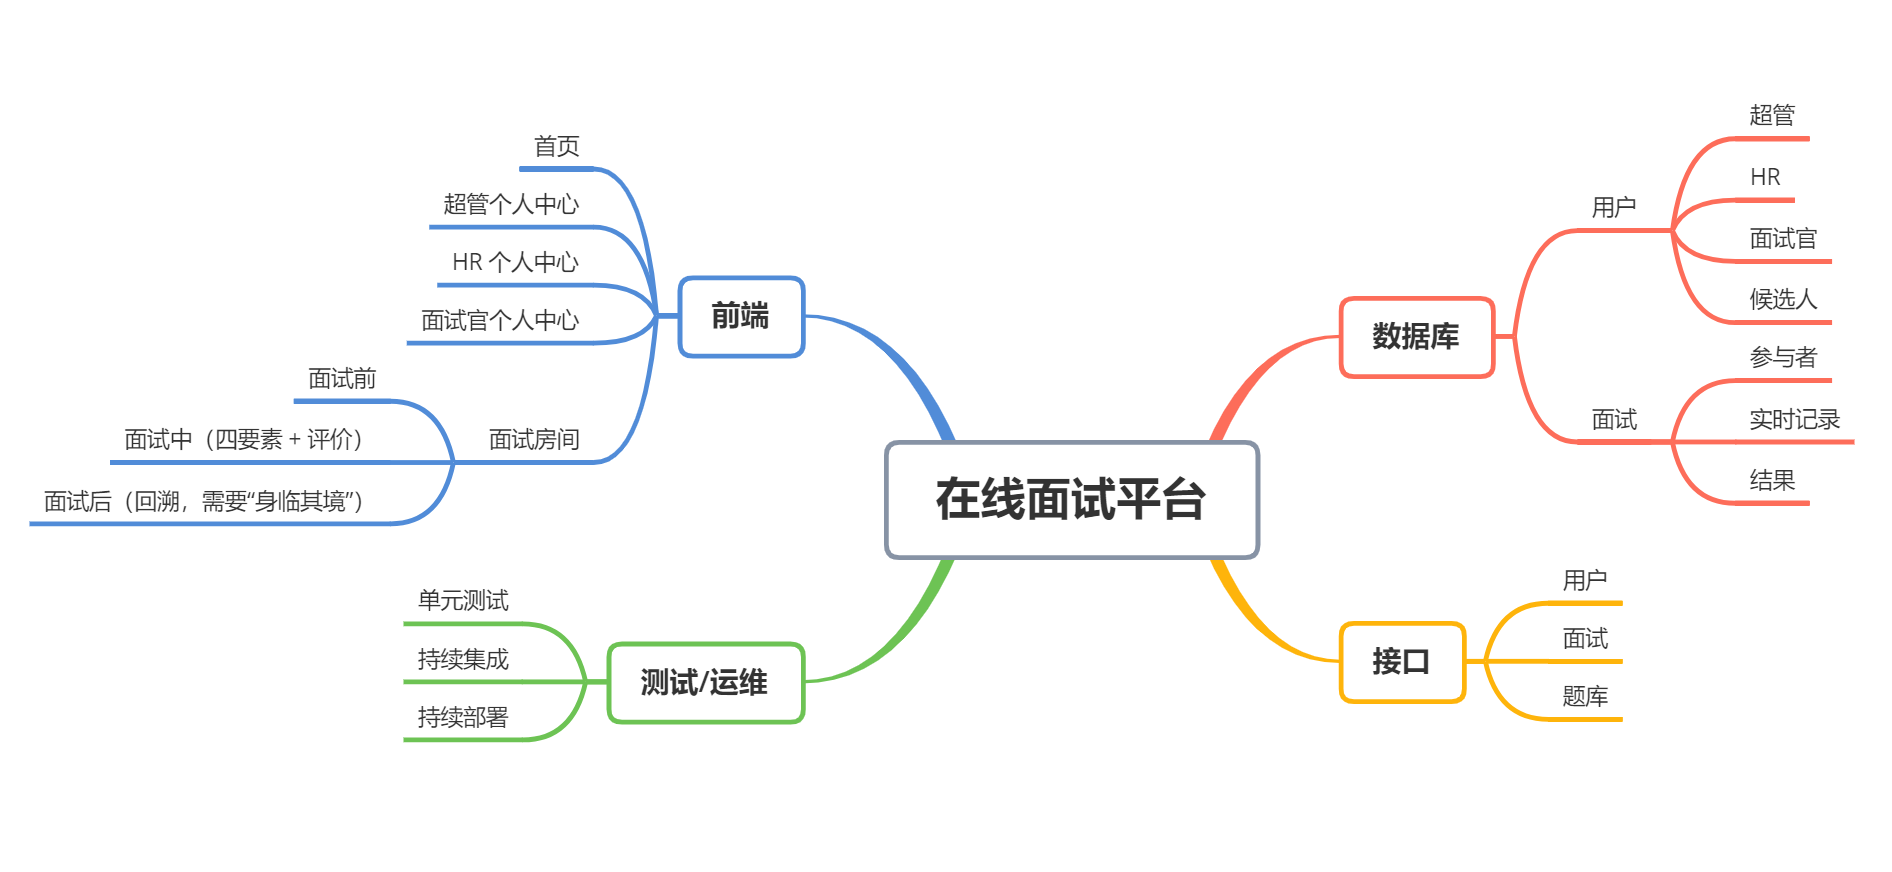 在线面试平台
前端
首页
超管个人中心
HR 个人中心
面试官个人中心
面试房间
面试前
面试中（四要素 + 评价）
面试后（回溯，需要“身临其境”）
测试/运维
单元测试
持续集成
持续部署
数据库
用户
超管
HR
面试官
候选人
面试
参与者
实时记录
结果
接口
用户
面试
题库